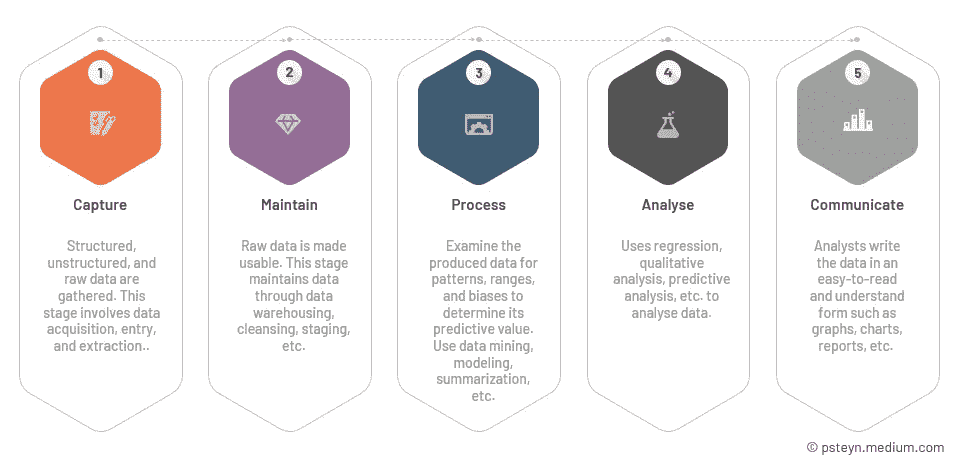 1
Capture
Structured,
unstructured, and
raw data are
gathered. This
stage involves data
acquisition, entry,
and extraction..
2
Maintain
Raw data is made
usable. This stage
maintains data
through data
warehousing,
cleansing, staging,
etc.
3
Process
Examine the
produced data for
patterns, ranges,
and biases to
determine its
predictive value.
Use data mining,
modeling,
summarization,
etc.
4
Analyse
Uses regression,
qualitative
analysis, predictive
analysis, etc. to
analyse data.
5
Communicate
Analysts write
the data in an
easy-to-read
and understand
form such as
graphs, charts,
reports, etc.
© psteyn.medium.com